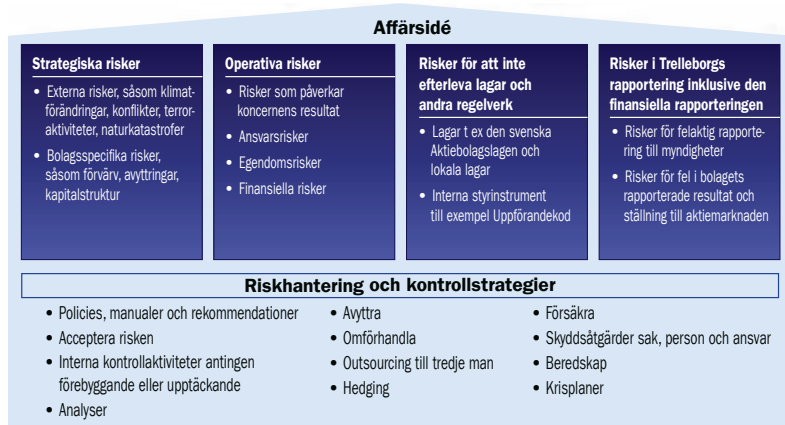 Affärsidé
Strategiska risker
• Externa risker, såsom klimat-
förändringar, konflikter, terror-
aktiviteter, naturkatastrofer
• Bolagsspecifika risker,
såsom förvärv, avyttringar,
kapitalstruktur
Operativa risker
• Risker som påverkar
koncernens resultat
• Ansvarsrisker
• Egendomsrisker
• Finansiella risker
Risker för att inte
efterleva lagar och
andra regelverk
• Lagar t ex den svenska
Aktiebolagslagen och
lokala lagar
• Interna styrinstrument
till exempel Uppförandekod
Risker i Trelleborgs
rapportering inklusive den
finansiella rapporteringen
• Risker för felaktig rapporte-
ring till myndigheter
• Risker för fel i bolagets
rapporterade resultat och
ställning till aktiemarknaden
Riskhantering och kontrollstrategier
• Policies, manualer och rekommendationer
• Acceptera risken
• Interna kontrollaktiviteter antingen
förebyggande eller upptäckande
• Analyser
• Avyttra
• Omförhandla
• Outsourcing till tredje man
• Hedging
• Försäkra
• Skyddsåtgärder sak, person och ansvar
• Beredskap
• Krisplaner